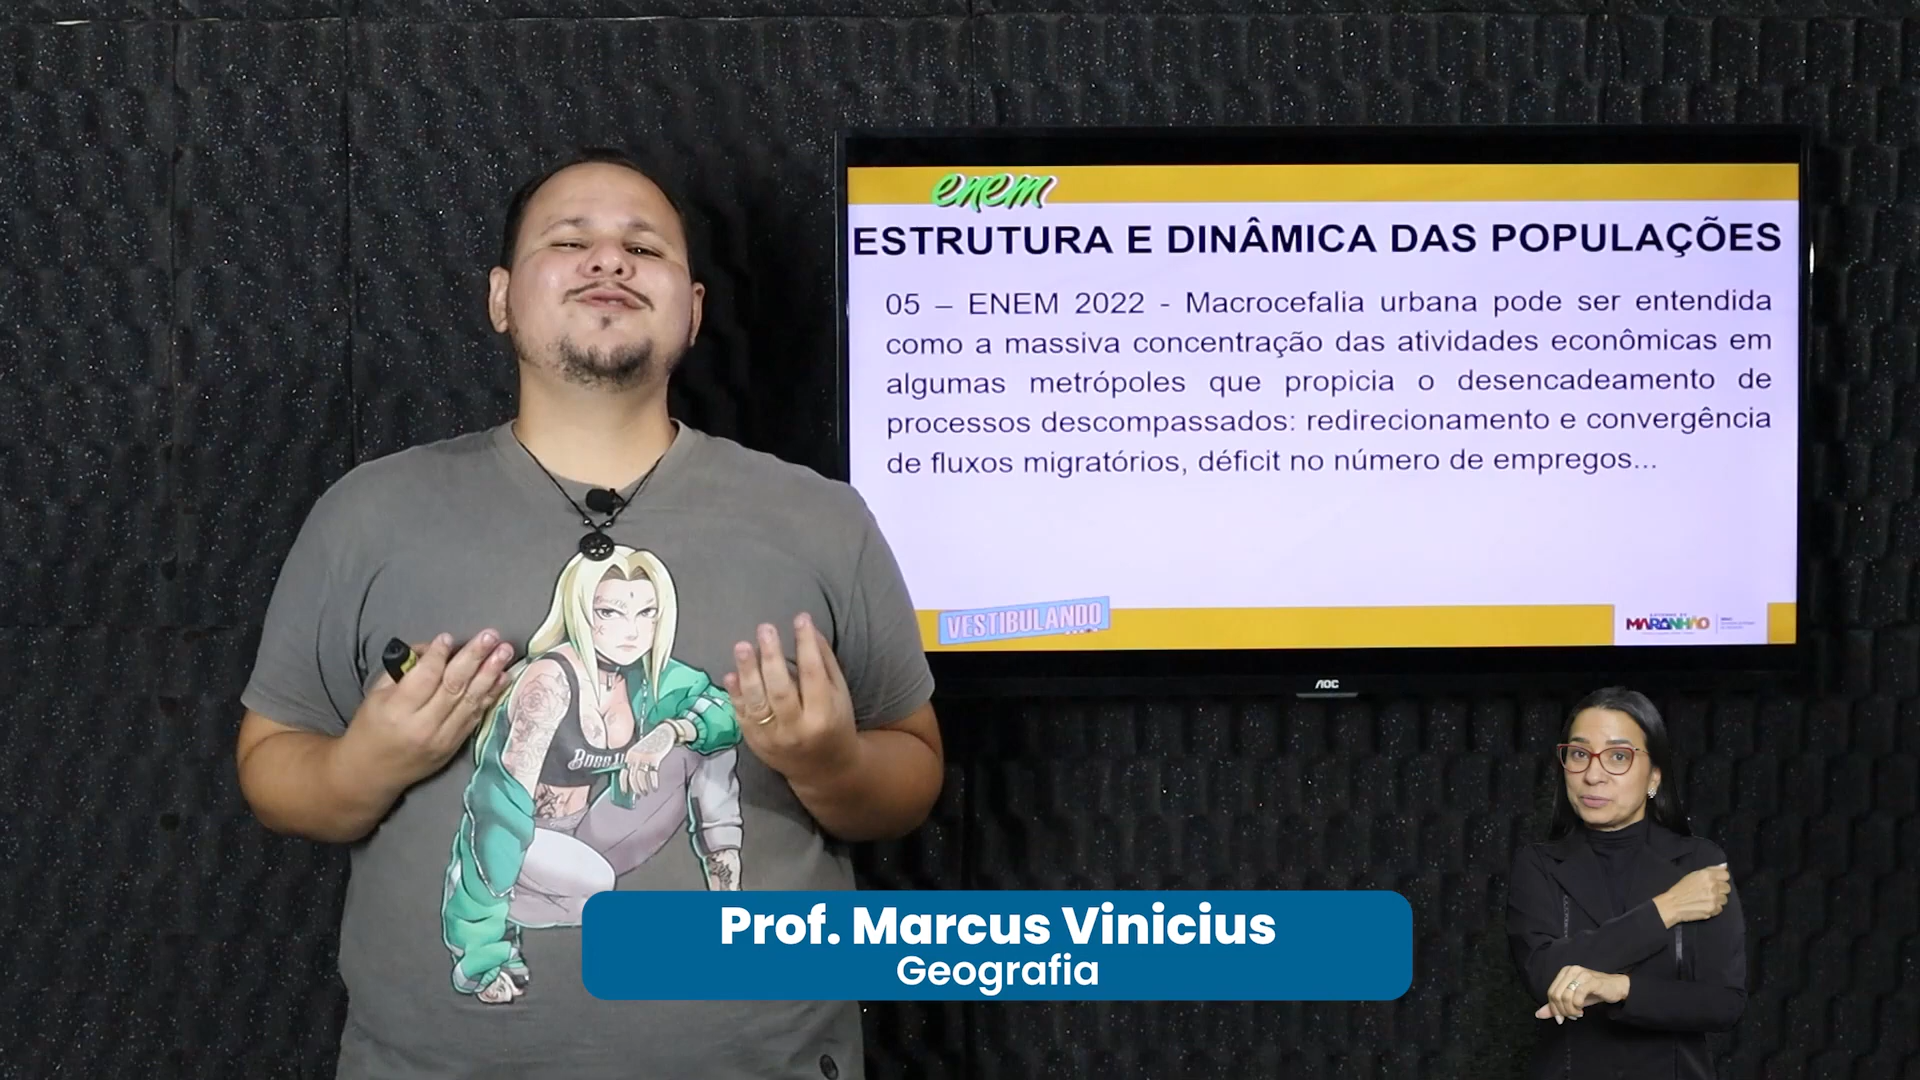 enem
ESTRUTURA E DINÂMICA DAS POPULAÇÕES
05 – ENEM 2022 - Macrocefalia urbana pode ser entendida
como a massiva concentração das atividades econômicas em
algumas metrópoles que propicia o desencadeamento de
processos descompassados: redirecionamento e convergência
de fluxos migratórios, déficit no número de empregos...
VESTIBULANDO
MARANHÃO
AOC
Prof. Marcus Vinicius
Geografia